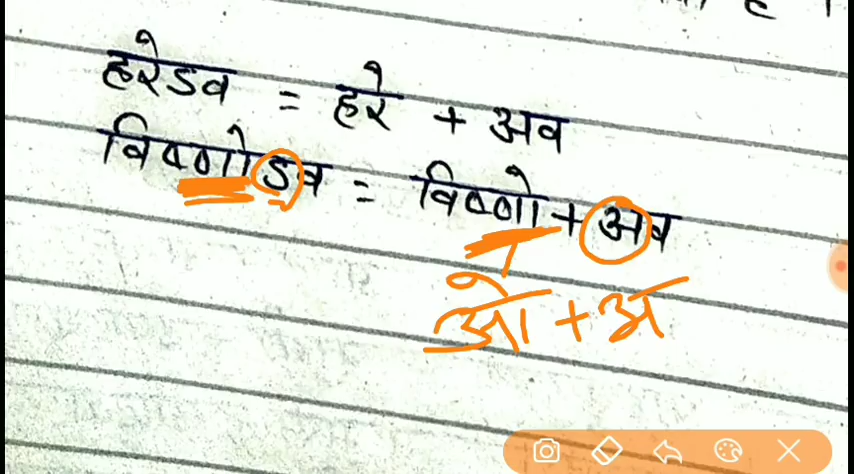 हरेऽव = हरे + अव
विष्णोऽव = विष्णो + अव
ओ + अ